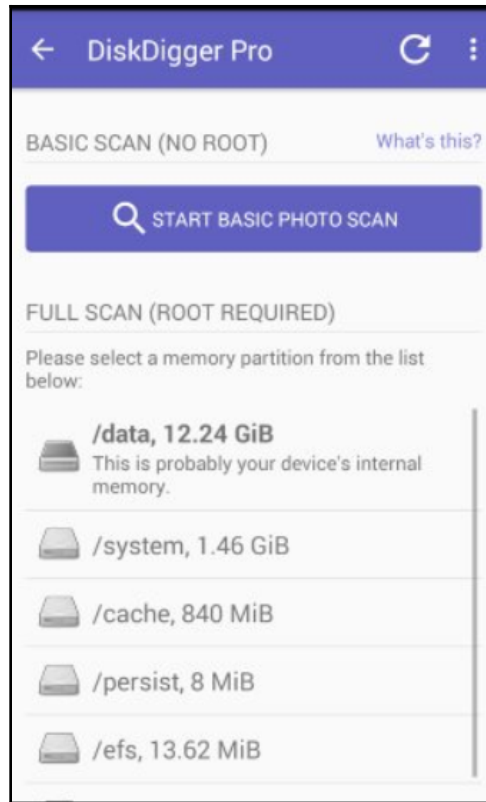 DiskDigger Pro
BASIC SCAN (NO ROOT)
What's this?
START BASIC PHOTO SCAN
FULL SCAN (ROOT REQUIRED)
Please select a memory partition from the list
below:
/data, 12.24 GiB
This is probably your device's internal
memory.
/system, 1.46 GiB
/cache, 840 MiB
/persist, 8 MiB
/efs, 13.62 MiB